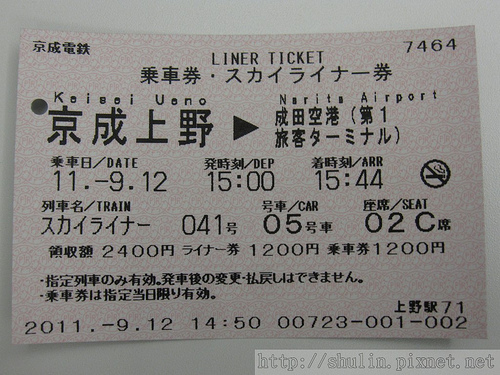 京成電鉄 7464
LINER TICKET
乗車券・スカイライナー券
Keisei Ueno Narita Airport
京成上野 ▶ 成田空港(第1
旅客ターミナル)
乗車日/DATE 発時刻/DEP 着時刻/ARR
11.-9.12 15:00 15:44
列車名/TRAIN 号車/CAR 座席/SEAT
スカイライナー 041号 05号車 02C席
領収額 2400円 ライナー券 1200円 乗車券1200円
・指定列車のみ有効。発車後の変更・払戻しはできません。
・乗車券は指定当日限り有効。
上野駅71
2011.-9.12 14:50 00723-001-002
http://shulin.pixnet.net